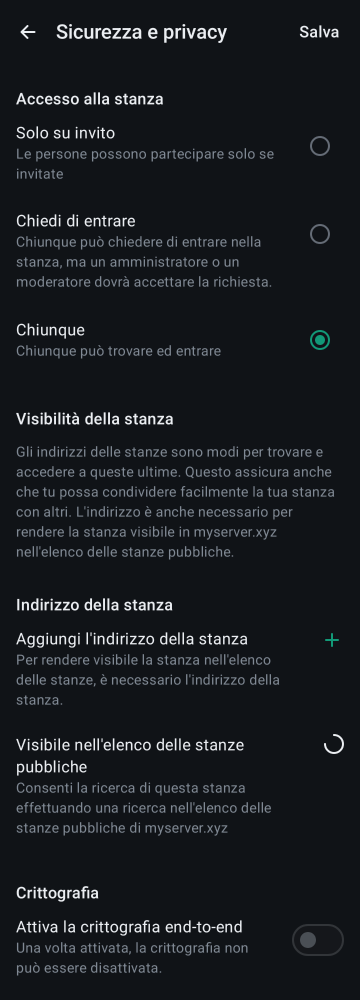 Sicurezza e privacy
Salva
Accesso alla stanza
Solo su invito
Le persone possono partecipare solo se
invitate
Chiedi di entrare
Chiunque può chiedere di entrare nella
stanza, ma un amministratore o un
moderatore dovrà accettare la richiesta.
Chiunque
Chiunque può trovare ed entrare
Visibilità della stanza
Gli indirizzi delle stanze sono modi per trovare e
accedere a queste ultime. Questo assicura anche
che tu possa condividere facilmente la tua stanza
con altri. L'indirizzo è anche necessario per
rendere la stanza visibile in myserver.xyz
nell'elenco delle stanze pubbliche.
Indirizzo della stanza
Aggiungi l'indirizzo della stanza
Per rendere visibile la stanza nell'elenco
delle stanze, è necessario l'indirizzo della
stanza.
Visibile nell'elenco delle stanze
pubbliche
Consenti la ricerca di questa stanza
effettuando una ricerca nell'elenco delle
stanze pubbliche di myserver.xyz
Crittografia
Attiva la crittografia end-to-end
Una volta attivata, la crittografia non
può essere disattivata.